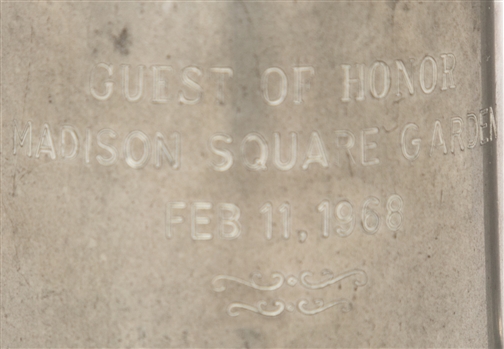 GUEST OF HONOR
MADISON SQUARE GARDEN
FEB 11, 1968